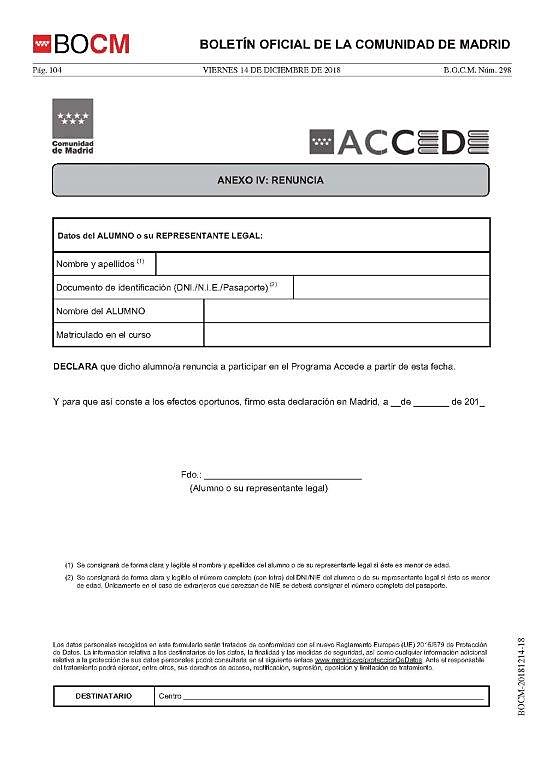 BOCM
BOLETÍN OFICIAL DE LA COMUNIDAD DE MADRID
Pág. 104 VIERNES 14 DE DICIEMBRE DE 2018 B.O.C.M. Núm. 298
Comunidad
de Madrid
ACCEDE
ANEXO IV: RENUNCIA
Datos del ALUMNO o su REPRESENTANTE LEGAL:
Nombre y apellidos (1)
Documento de identificación (DNI./N.I.E./Pasaporte) (2)
Nombre del ALUMNO
Matriculado en el curso
DECLARA que dicho alumno/a renuncia a participar en el Programa Accede a partir de esta fecha.
Y para que así conste a los efectos oportunos, firmo esta declaración en Madrid, a __de _______ de 201_
Fdo.: ________________________________
(Alumno o su representante legal)
(1) Se consignará de forma clara y legible el nombre y apellidos del alumno o de su representante legal si éste es menor de edad.
(2) Se consignará de forma clara y legible el número completo (con letra) del DNI/NIE del alumno o de su representante legal si éste es menor
de edad. Únicamente en el caso de extranjeros que carezcan de NIE se deberá consignar el número completo del pasaporte.
Los datos personales recogidos en este formulario serán tratados de conformidad con el nuevo Reglamento Europeo (UE) 2016/679 de Protección
de Datos. La información relativa a los destinatarios de los datos, la finalidad y las medidas de seguridad, así como cualquier información adicional
relativa a la protección de sus datos personales podrá consultarla en el siguiente enlace www.madrid.org/proteccionDeDatos. Ante el responsable
del tratamiento podrá ejercer, entre otros, sus derechos de acceso, rectificación, supresión, oposición y limitación de tratamiento.
DESTINATARIO Centro ________________________________
BOCM-20181214-18